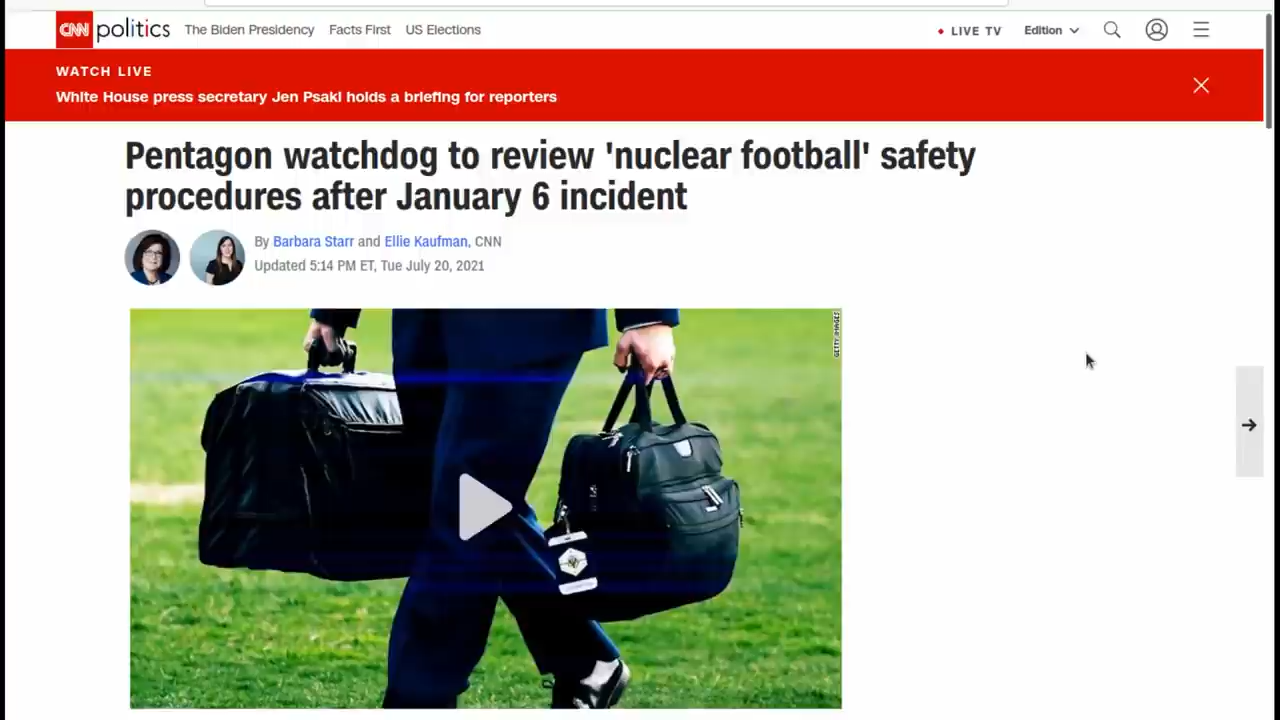 CNN politics The Biden Presidency Facts First US Elections LIVE TV Edition
WATCH LIVE
White House press secretary Jen Psaki holds a briefing for reporters
Pentagon watchdog to review 'nuclear football' safety
procedures after January 6 incident
By Barbara Starr and Ellie Kaufman, CNN
Updated 5:14 PM ET, Tue July 20, 2021
GETTY IMAGES